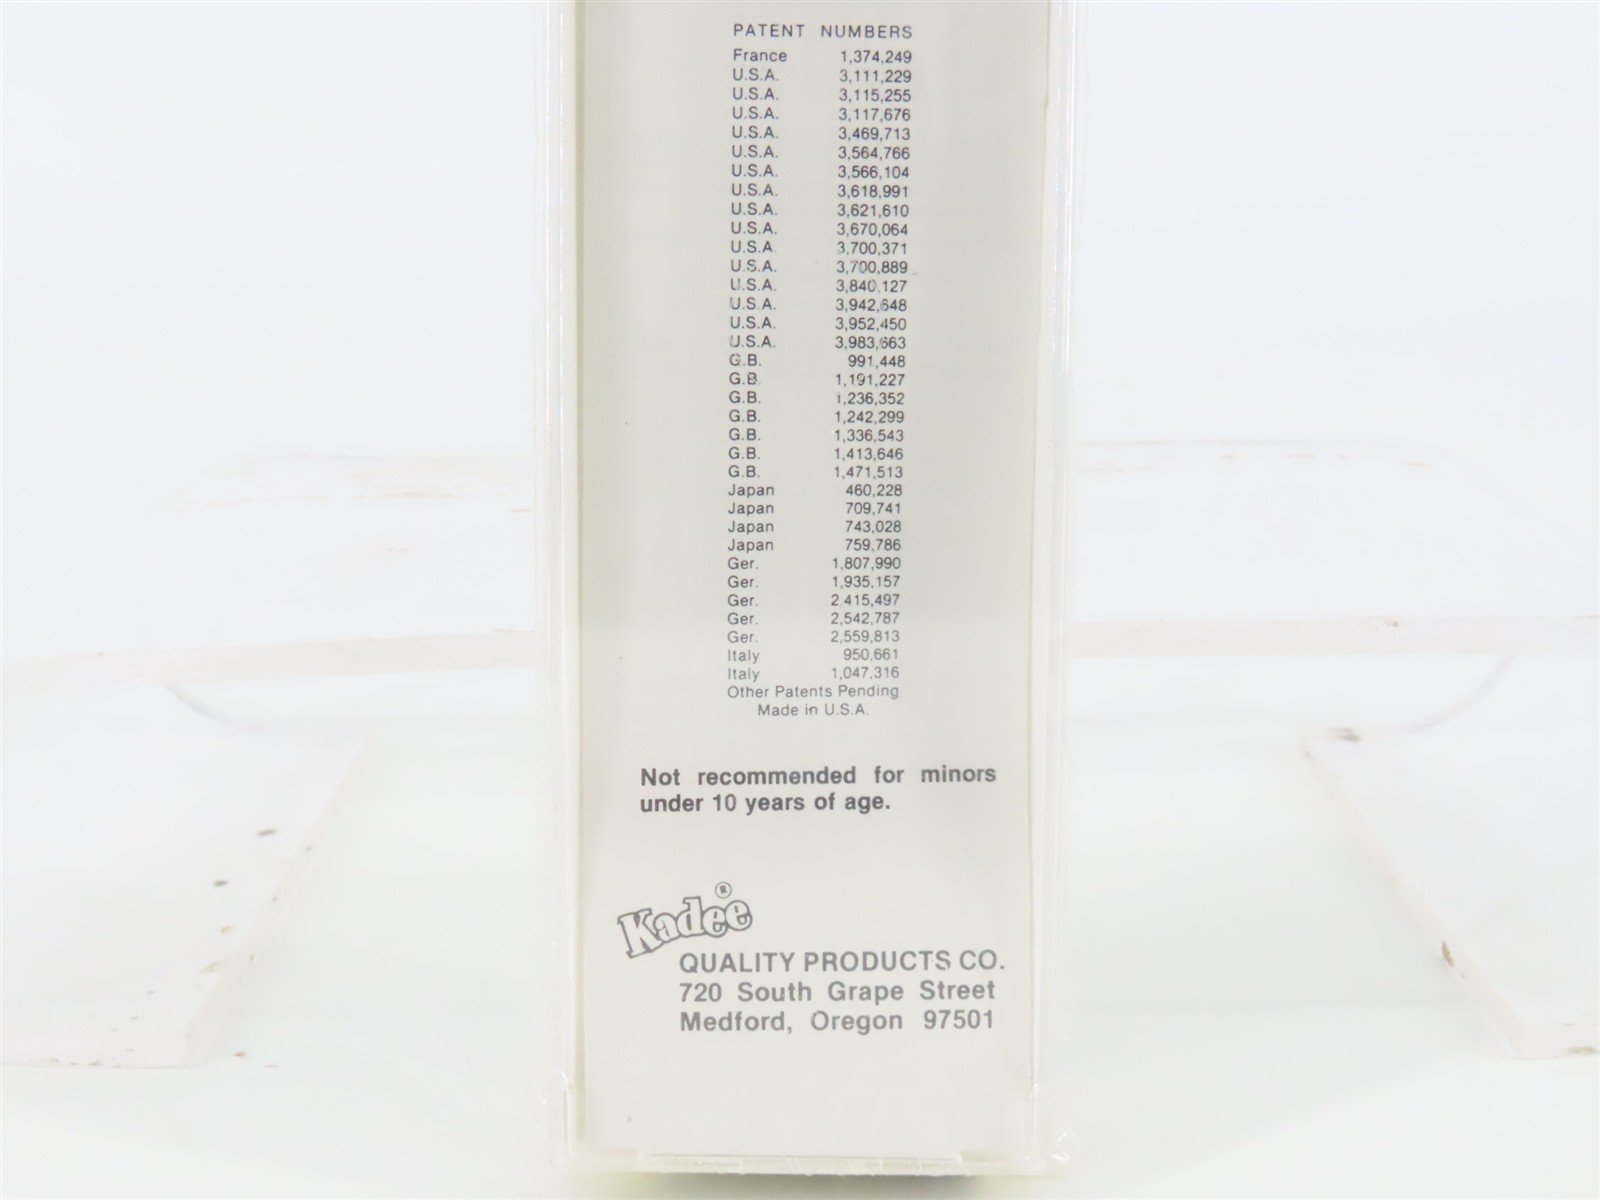 PATENT NUMBERS
France 1,374,249
U.S.A. 3,111,229
U.S.A. 3,115,255
U.S.A. 3,117,676
U.S.A. 3,469,713
U.S.A. 3,564,766
U.S.A. 3,566,104
U.S.A. 3,618,991
U.S.A. 3,621,610
U.S.A. 3,670,064
U.S.A 3,700,371
U.S.A. 3,700,889
U.S.A. 3,840,127
U.S.A. 3,942,648
U.S.A. 3,952,450
U.S.A. 3,983,663
G.B. 991,448
G.B. 1,191,227
G.B. 1,236,352
G.B. 1,242,299
G.B. 1,336,543
G.B. 1,413,646
G.B. 1,471,513
Japan 460,228
Japan 709,741
Japan 743,028
Japan 759,786
Ger. 1,807,990
Ger. 1,935,157
Ger. 2,415,497
Ger. 2,542,787
Ger. 2,559,813
Italy 950,661
Italy 1,047,316
Other Patents Pending
Made in U.S.A.
Not recommended for minors
under 10 years of age.
Kadee®
QUALITY PRODUCTS CO.
720 South Grape Street
Medford, Oregon 97501